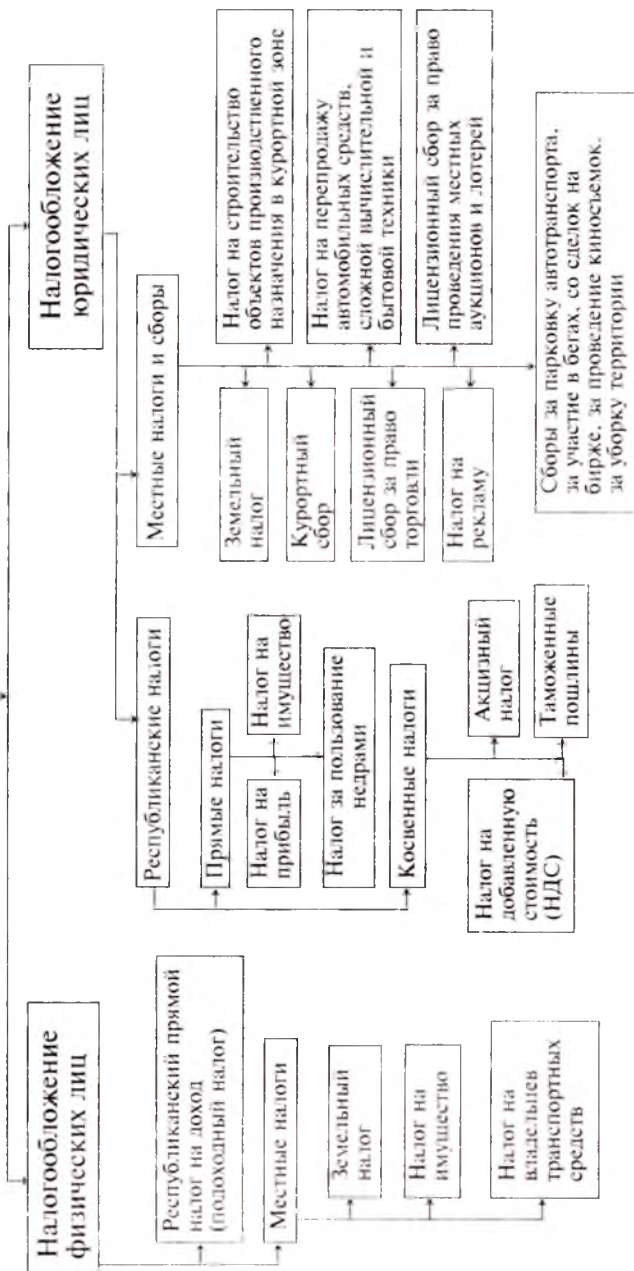 Налогообложение
физических лиц
Республиканский прямой
налог на доход
(подоходный налог)
Местные налоги
Земельный
налог
Налог на
имущество
Налог на
владельцев
транспортных
средств
Налогообложение
юридических лиц
Республиканские налоги
Прямые налоги
Налог на
прибыль
Налог на
имущество
Налог за пользование
недрами
Косвенные налоги
Налог на
добавленную
стоимость
(НДС)
Акцизный
налог
Таможенные
пошлины
Местные налоги и сборы
Земельный
налог
Курортный
сбор
Лицензионный
сбор за право
торговли
Налог на
рекламу
Налог на строительство
объектов производственного
назначения в курортной зоне
Налог на перепродажу
автомобильных средств,
сложной вычислительной и
бытовой техники
Лицензионный сбор за право
проведения местных
аукционов и лотерей
Сборы за парковку автотранспорта,
за участие в бегах, со сделок на
бирже, за проведение киносъемок,
за уборку территории